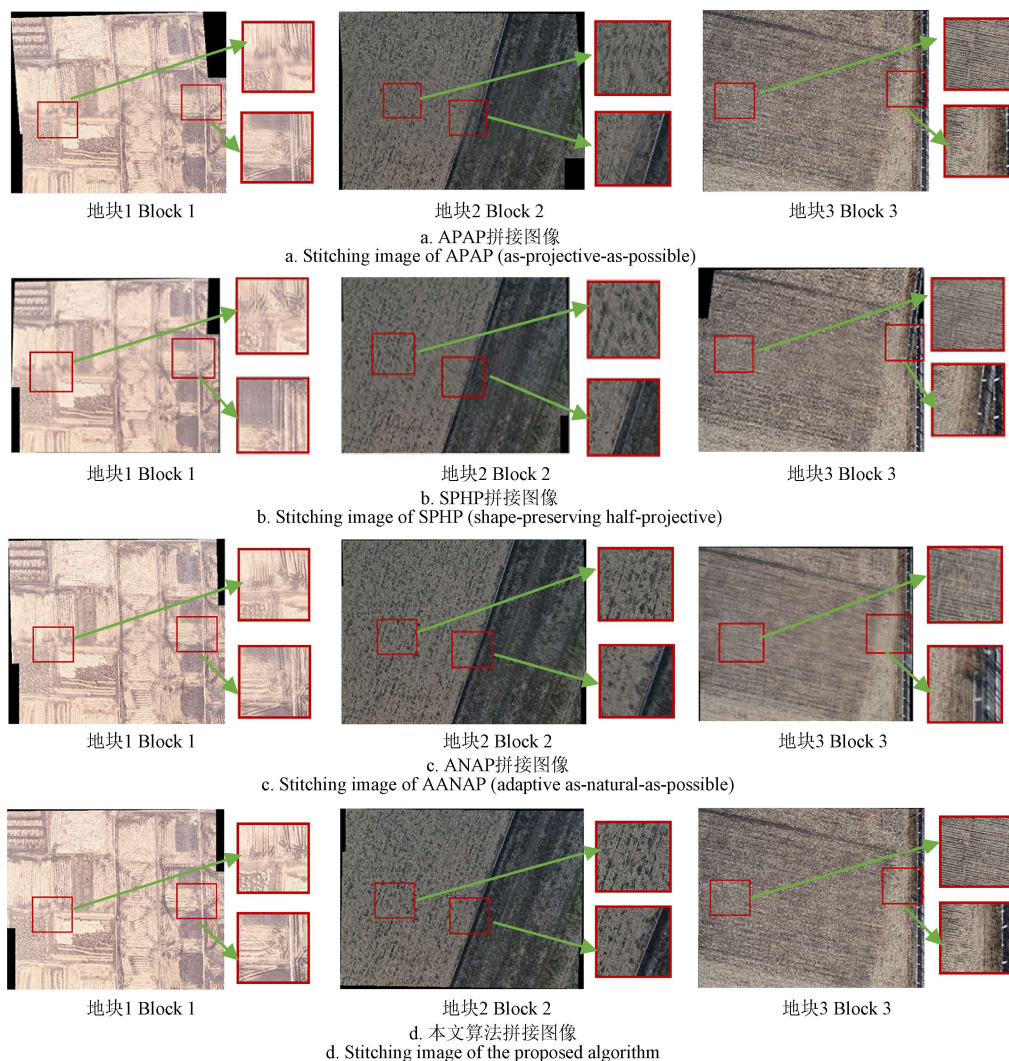 地块1 Block 1
地块2 Block 2
地块3 Block 3
a. APAP拼接图像
a. Stitching image of APAP (as-projective-as-possible)
地块1 Block 1
地块2 Block 2
地块3 Block 3
b. SPHP拼接图像
b. Stitching image of SPHP (shape-preserving half-projective)
地块1 Block 1
地块2 Block 2
地块3 Block 3
c. ANAP拼接图像
c. Stitching image of AANAP (adaptive as-natural-as-possible)
地块1 Block 1
地块2 Block 2
地块3 Block 3
d. 本文算法拼接图像
d. Stitching image of the proposed algorithm